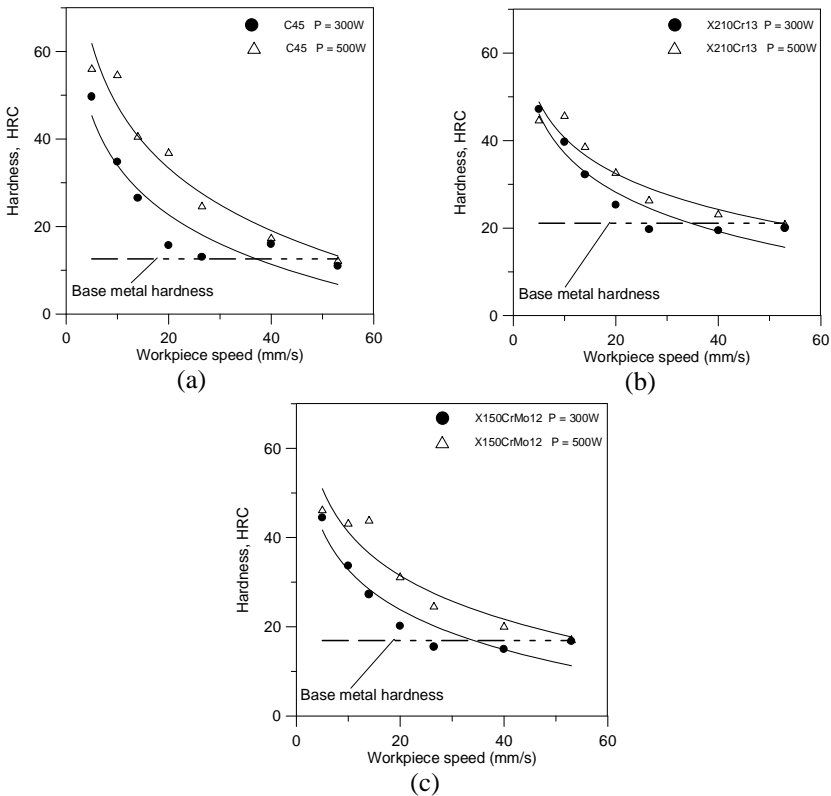 C45 P = 300W
C45 P = 500W
60
40
20
0
Hardness, HRC
Base metal hardness
0 20 40 60
Workpiece speed (mm/s)
(a)
X210Cr13 P = 300W
X210Cr13 P = 500W
60
40
20
0
Hardness, HRC
Base metal hardness
0 20 40 60
Workpiece speed (mm/s)
(b)
X150CrMo12 P = 300W
X150CrMo12 P = 500W
60
40
20
0
Hardness, HRC
Base metal hardness
0 20 40 60
Workpiece speed (mm/s)
(c)